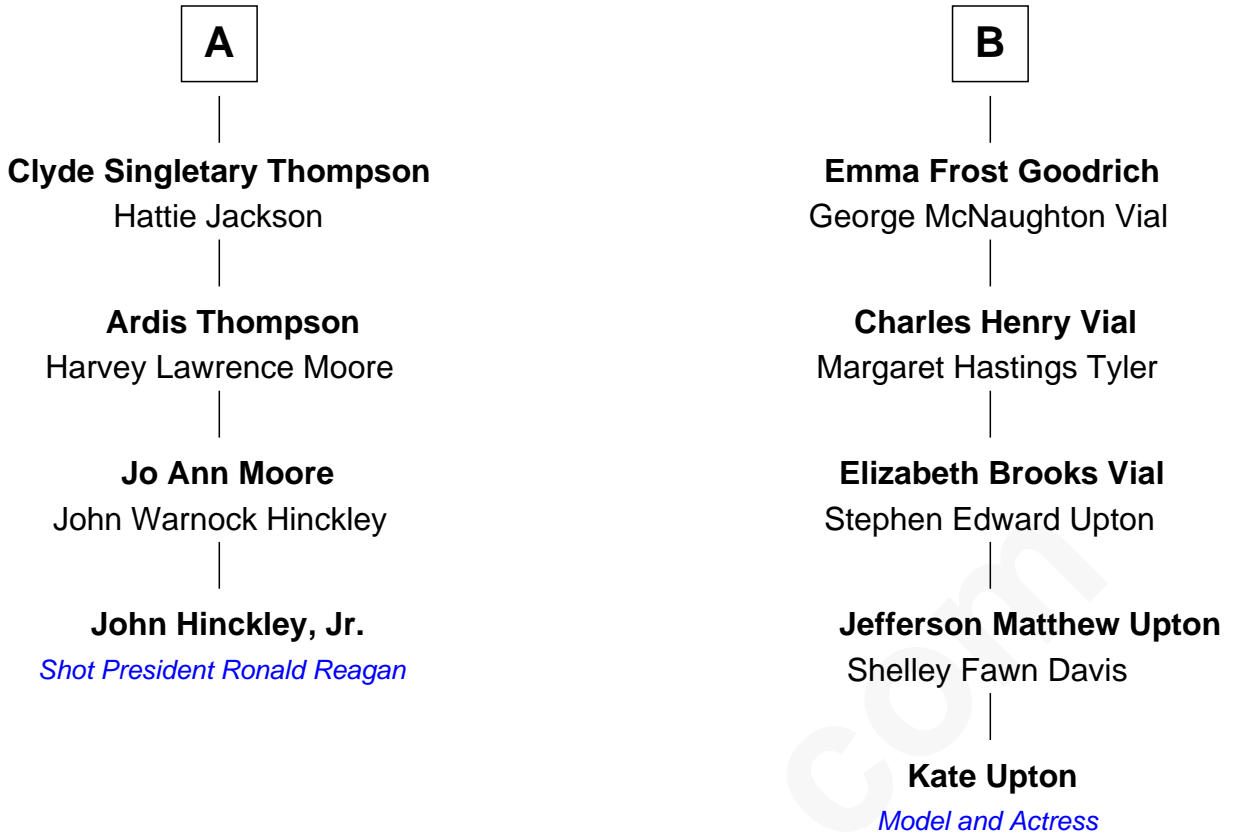 A
Clyde Singletary Thompson
Hattie Jackson
Ardis Thompson
Harvey Lawrence Moore
Jo Ann Moore
John Warnock Hinckley
John Hinckley, Jr.
Shot President Ronald Reagan
B
Emma Frost Goodrich
George McNaughton Vial
Charles Henry Vial
Margaret Hastings Tyler
Elizabeth Brooks Vial
Stephen Edward Upton
Jefferson Matthew Upton
Shelley Fawn Davis
Kate Upton
Model and Actress
com